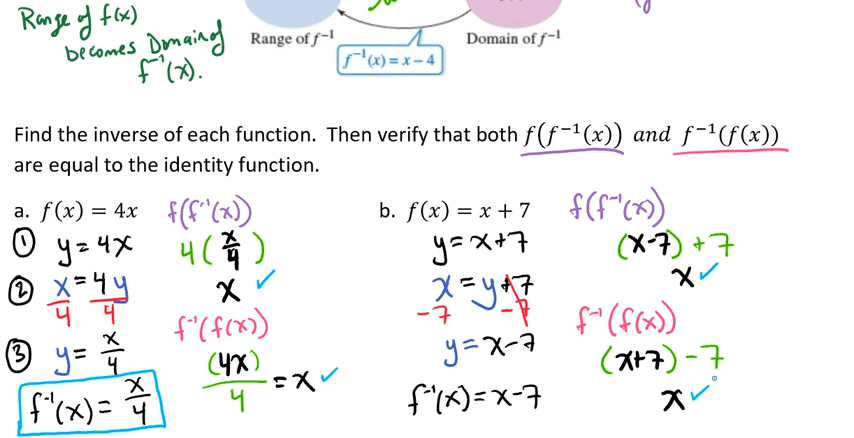 Range of f(x)
becomes Domain of
f⁻¹(x).
Range of f⁻¹
Domain of f⁻¹
f⁻¹(x) = x − 4
Find the inverse of each function. Then verify that both f(f⁻¹(x)) and f⁻¹(f(x))
are equal to the identity function.
a. f(x) = 4x
① y = 4x
② x = 4y
4 4
③ y = x/4
f⁻¹(x) = x/4
f(f⁻¹(x))
4(x/4)
x ✓
f⁻¹(f(x))
(4x)/4 = x ✓
b. f(x) = x + 7
y = x+7
x = y+7
-7 -7
y = x-7
f⁻¹(x) = x-7
f(f⁻¹(x))
(x-7) + 7
x ✓
f⁻¹(f(x))
(x+7) - 7
x ✓